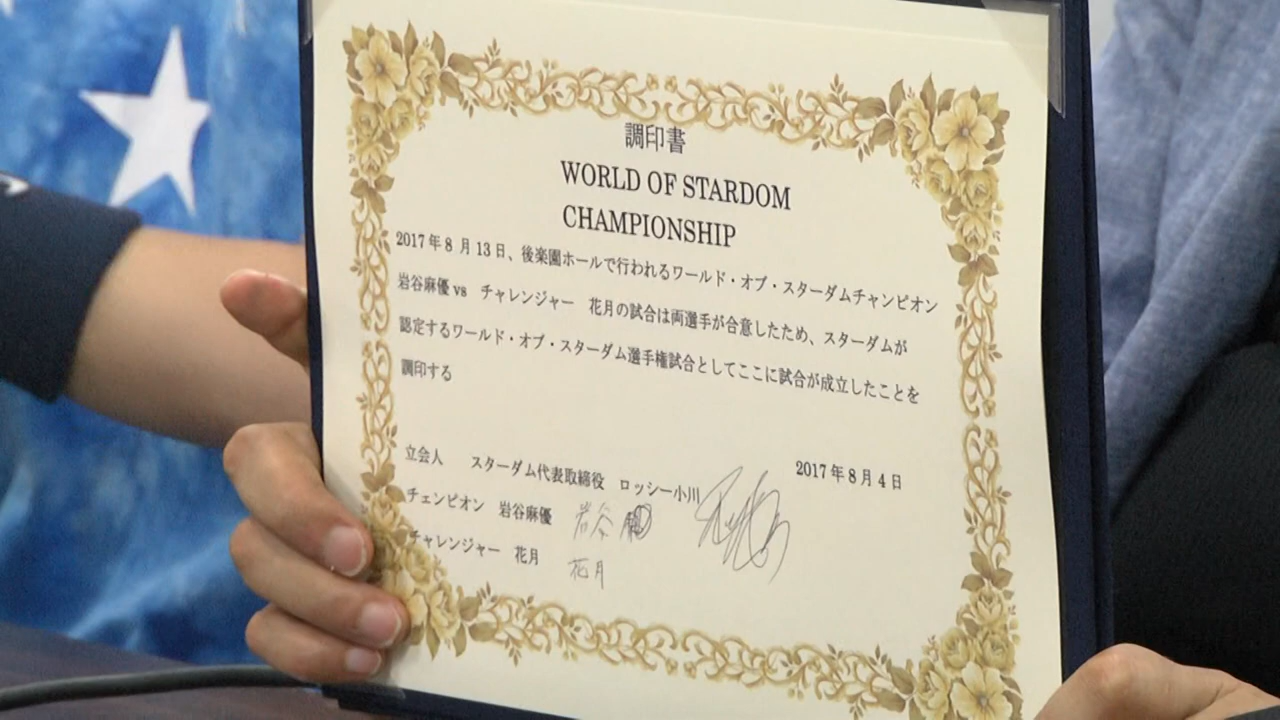 調印書
WORLD OF STARDOM
CHAMPIONSHIP
2017年8月13日、後楽園ホールで行われるワールド・オブ・スターダムチャンピオン
岩谷麻優 vs チャレンジャー 花月の試合は両選手が合意したため、スターダムが
認定するワールド・オブ・スターダム選手権試合としてここに試合が成立したことを
調印する
2017年8月4日
立会人 スターダム代表取締役 ロッシー小川
チェンピオン 岩谷麻優 岩谷
チャレンジャー 花月 花月